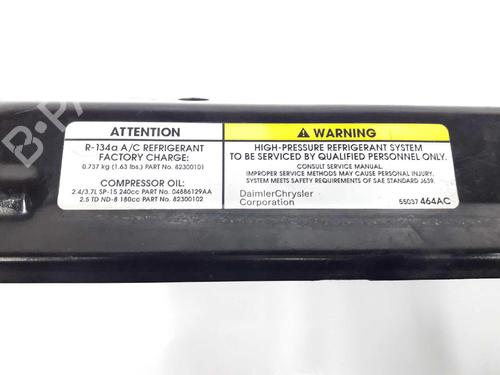 ATTENTION
R-134a A/C REFRIGERANT
FACTORY CHARGE:
0.737 kg (1.63 lbs.) PART No. 82300101
COMPRESSOR OIL:
2.4/3.7L SP-15 240cc PART No. 04886129AA
2.5 TD ND-8 180cc PART No. 82300102
WARNING
HIGH-PRESSURE REFRIGERANT SYSTEM
TO BE SERVICED BY QUALIFIED PERSONNEL ONLY.
CONSULT SERVICE MANUAL.
IMPROPER SERVICE METHODS MAY CAUSE PERSONAL INJURY.
SYSTEM MEETS SAFETY REQUIREMENTS OF SAE STANDARD J639.
DaimlerChrysler
Corporation
55037 464AC